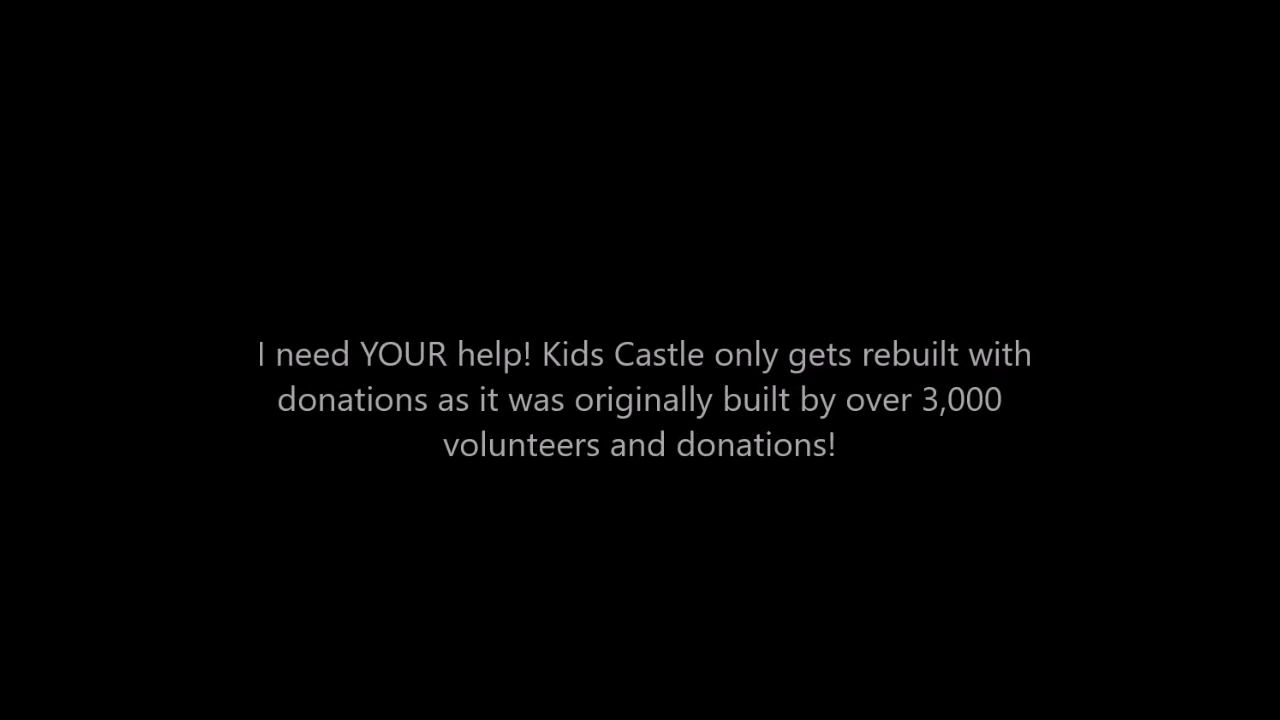 I need YOUR help! Kids Castle only gets rebuilt with
donations as it was originally built by over 3,000
volunteers and donations!